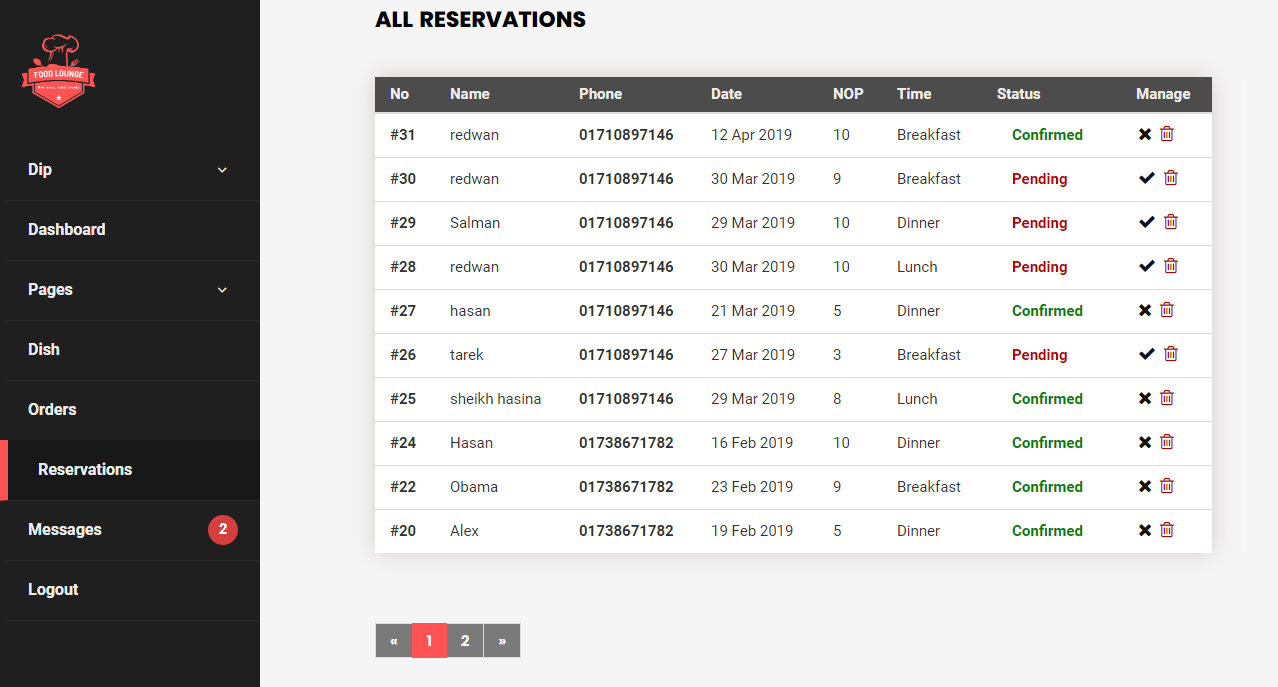 ALL RESERVATIONS
FOOD LOUNGE
Dip
Dashboard
Pages
Dish
Orders
Reservations
Messages 2
Logout
No Name Phone Date NOP Time Status Manage
#31 redwan 01710897146 12 Apr 2019 10 Breakfast Confirmed
#30 redwan 01710897146 30 Mar 2019 9 Breakfast Pending
#29 Salman 01710897146 29 Mar 2019 10 Dinner Pending
#28 redwan 01710897146 30 Mar 2019 10 Lunch Pending
#27 hasan 01710897146 21 Mar 2019 5 Dinner Confirmed
#26 tarek 01710897146 27 Mar 2019 3 Breakfast Pending
#25 sheikh hasina 01710897146 29 Mar 2019 8 Lunch Confirmed
#24 Hasan 01738671782 16 Feb 2019 10 Dinner Confirmed
#22 Obama 01738671782 23 Feb 2019 9 Breakfast Confirmed
#20 Alex 01738671782 19 Feb 2019 5 Dinner Confirmed
« 1 2 »